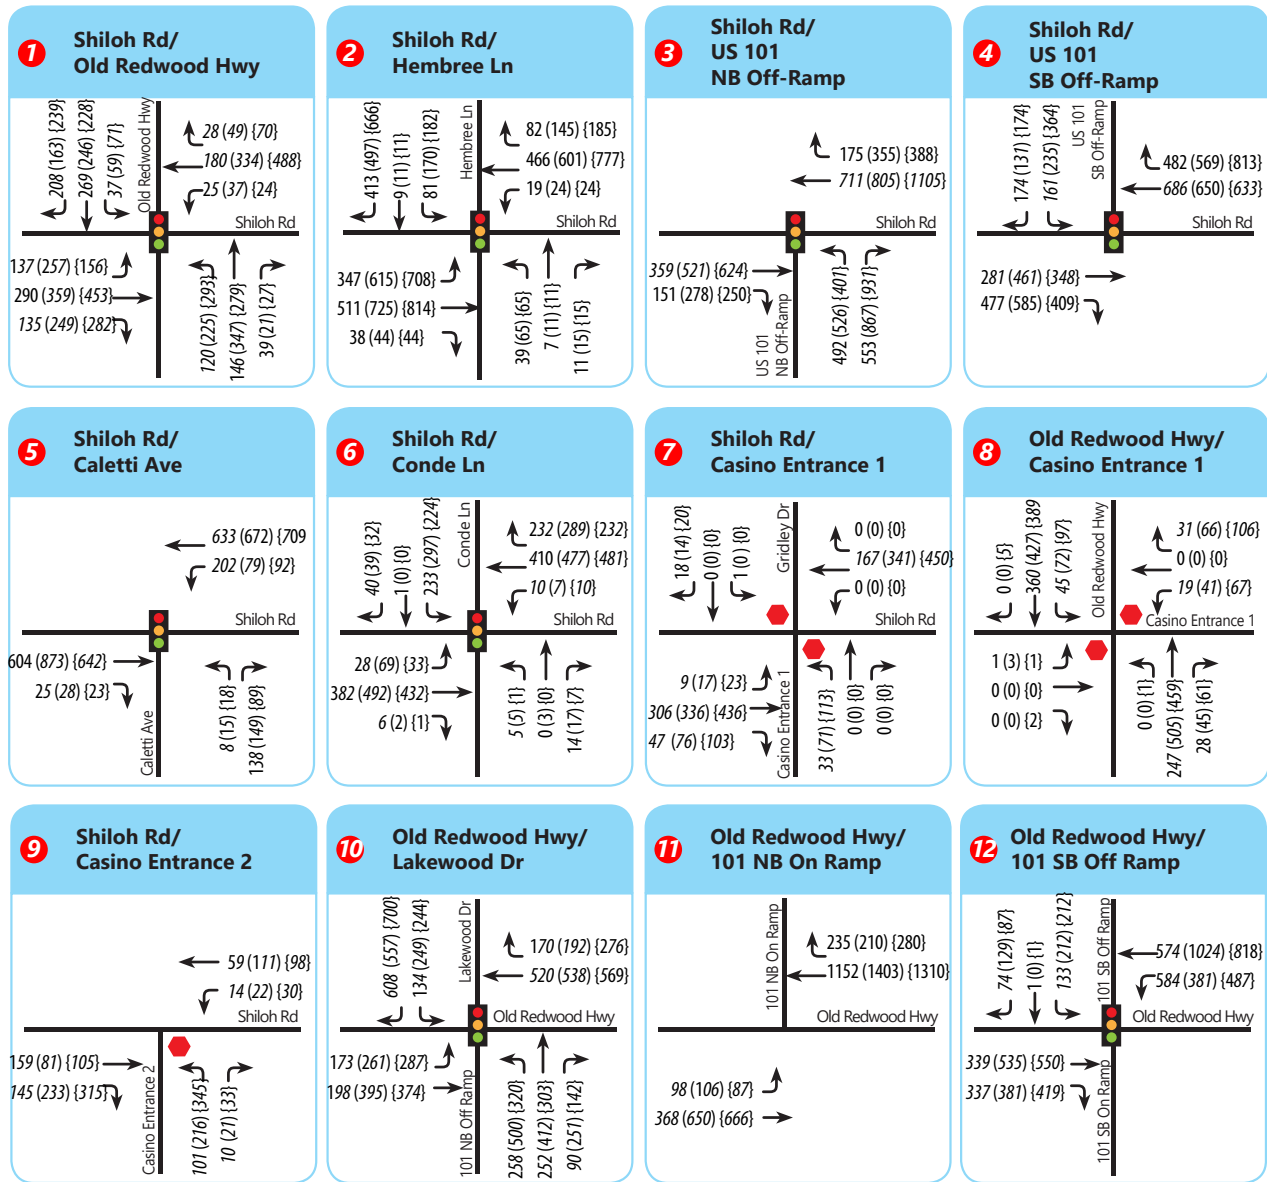 1
Shiloh Rd/
Old Redwood Hwy
208 (163) {239}
269 (246) {228}
37 (59) {71}
Old Redwood Hwy
28 (49) {70}
180 (334) {488}
25 (37) {24}
Shiloh Rd
137 (257) {156}
290 (359) {453}
135 (249) {282}
120 (225) {293}
146 (347) {279}
39 (21) {27}
2
Shiloh Rd/
Hembree Ln
413 (497) {666}
9 (11) {11}
81 (170) {182}
Hembree Ln
82 (145) {185}
466 (601) {777}
19 (24) {24}
Shiloh Rd
347 (615) {708}
511 (725) {814}
38 (44) {44}
39 (65) {65}
7 (11) {11}
11 (15) {15}
3
Shiloh Rd/
US 101
NB Off-Ramp
175 (355) {388}
711 (805) {1105}
Shiloh Rd
359 (521) {624}
151 (278) {250}
US 101
NB Off-Ramp
492 (526) {401}
553 (867) {931}
4
Shiloh Rd/
US 101
SB Off-Ramp
174 (131) {174}
161 (235) {364}
US 101
SB Off-Ramp
482 (569) {813}
686 (650) {633}
Shiloh Rd
281 (461) {348}
477 (585) {409}
5
Shiloh Rd/
Caletti Ave
633 (672) {709
202 (79) {92}
Shiloh Rd
604 (873) {642}
25 (28) {23}
Caletti Ave
8 (15) {18}
138 (149) {89}
6
Shiloh Rd/
Conde Ln
40 (39) {32}
1 (0) {0}
233 (297) {224}
Conde Ln
232 (289) {232}
410 (477) {481}
10 (7) {10}
Shiloh Rd
28 (69) {33}
382 (492) {432}
6 (2) {1}
5 (5) {1}
0 (3) {0}
14 (17) {7}
7
Shiloh Rd/
Casino Entrance 1
18 (14) {20}
0 (0) {0}
1 (0 ) {0}
Gridley Dr
0 (0) {0}
167 (341) {450}
0 (0) {0}
Shiloh Rd
9 (17) {23}
306 (336) {436}
47 (76) {103}
Casino Entrance 1
33 (71) {113}
0 (0) {0}
0 (0) {0}
8
Old Redwood Hwy/
Casino Entrance 1
0 (0) {5}
360 (427) {389
45 (72) {97}
Old Redwood Hwy
31 (66) {106}
0 (0) {0}
19 (41) {67}
Casino Entrance 1
1 (3) {1}
0 (0) {0}
0 (0) {2}
0 (0) {1}
247 (505) {459}
28 (45) {61}
9
Shiloh Rd/
Casino Entrance 2
59 (111) {98}
14 (22) {30}
Shiloh Rd
159 (81) {105}
145 (233) {315}
Casino Entrance 2
101 (216) {345}
10 (21) {33}
10
Old Redwood Hwy/
Lakewood Dr
608 (557) {700}
134 (249) {244}
Lakewood Dr
170 (192) {276}
520 (538) {569}
Old Redwood Hwy
173 (261) {287}
198 (395) {374}
101 NB Off Ramp
258 (500) {320}
252 (412) {303}
90 (251) {142}
11
Old Redwood Hwy/
101 NB On Ramp
101 NB On Ramp
235 (210) {280}
1152 (1403) {1310}
Old Redwood Hwy
98 (106) {87}
368 (650) {666}
12
Old Redwood Hwy/
101 SB Off Ramp
74 (129) {87}
1 (0) {1}
133 (212) {212}
101 SB Off Ramp
574 (1024) {818}
584 (381) {487}
Old Redwood Hwy
339 (535) {550}
337 (381) {419}
101 SB On Ramp